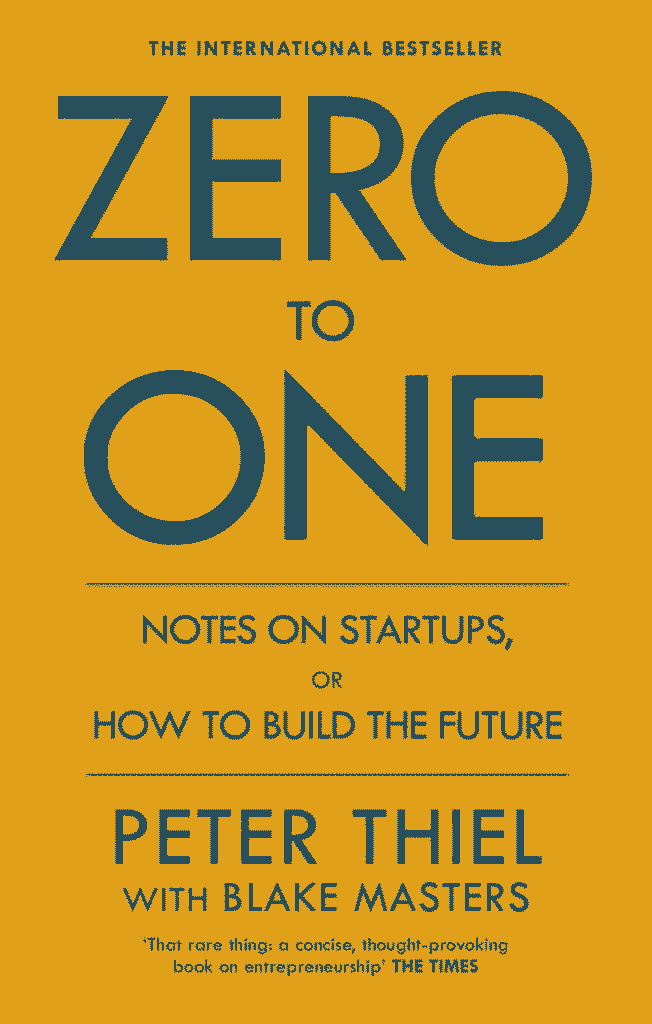 THE INTERNATIONAL BESTSELLER
ZERO
TO
ONE
NOTES ON STARTUPS,
OR
HOW TO BUILD THE FUTURE
PETER THIEL
WITH BLAKE MASTERS
‘That rare thing: a concise, thought-provoking
book on entrepreneurship’ THE TIMES